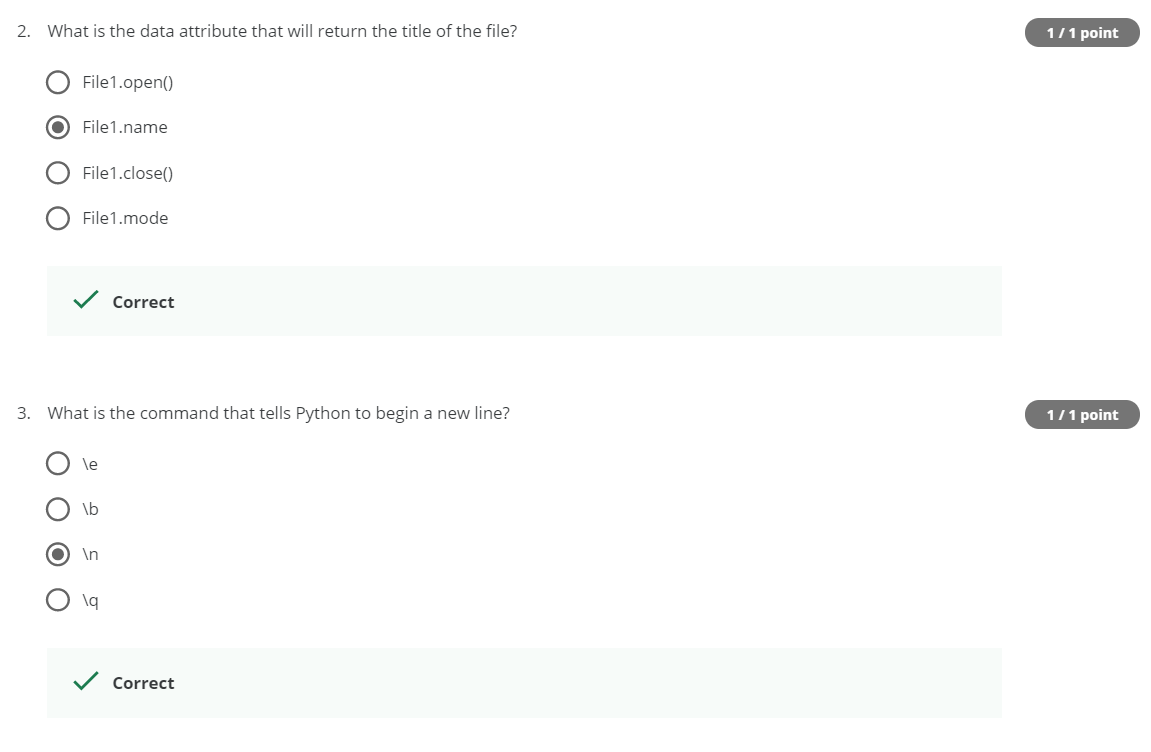 2. What is the data attribute that will return the title of the file?
1 / 1 point
File1.open()
File1.name
File1.close()
File1.mode
Correct
3. What is the command that tells Python to begin a new line?
1 / 1 point
\e
\b
\n
\q
Correct